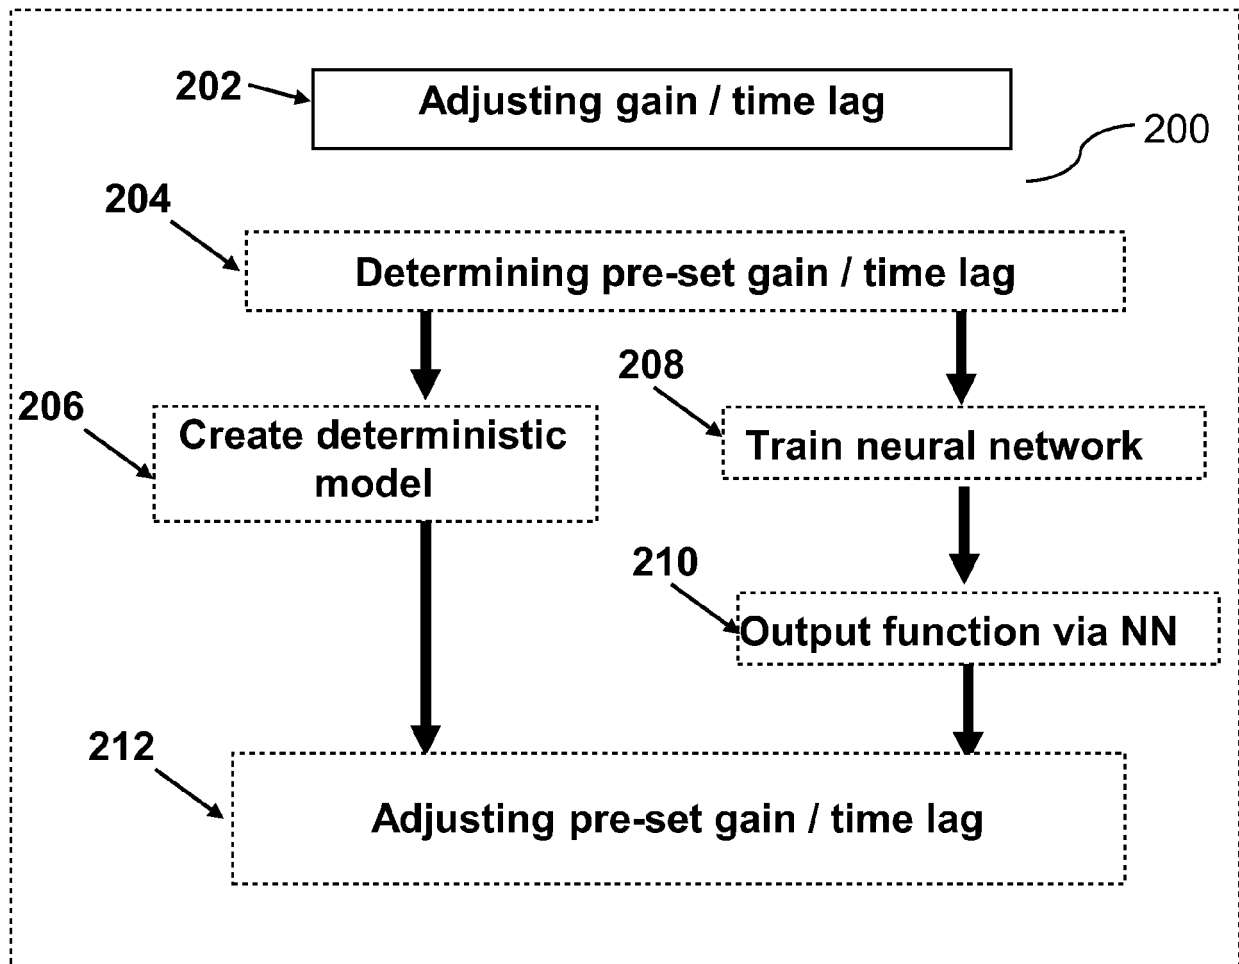 202
Adjusting gain / time lag
200
204
Determining pre-set gain / time lag
208
206
Create deterministic
model
Train neural network
210
Output function via NN
212
Adjusting pre-set gain / time lag